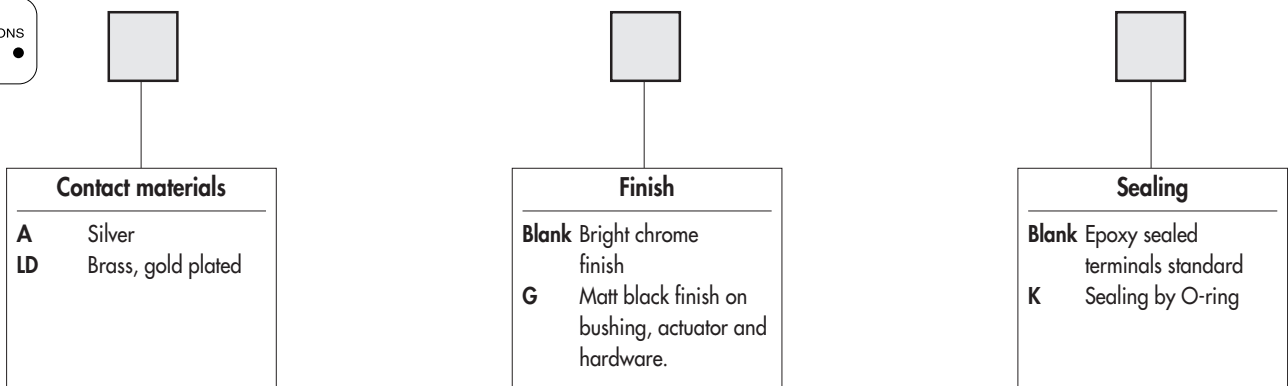 Contact materials
A Silver
LD Brass, gold plated
Finish
Blank Bright chrome
finish
G Matt black finish on
bushing, actuator and
hardware.
Sealing
Blank Epoxy sealed
terminals standard
K Sealing by O-ring